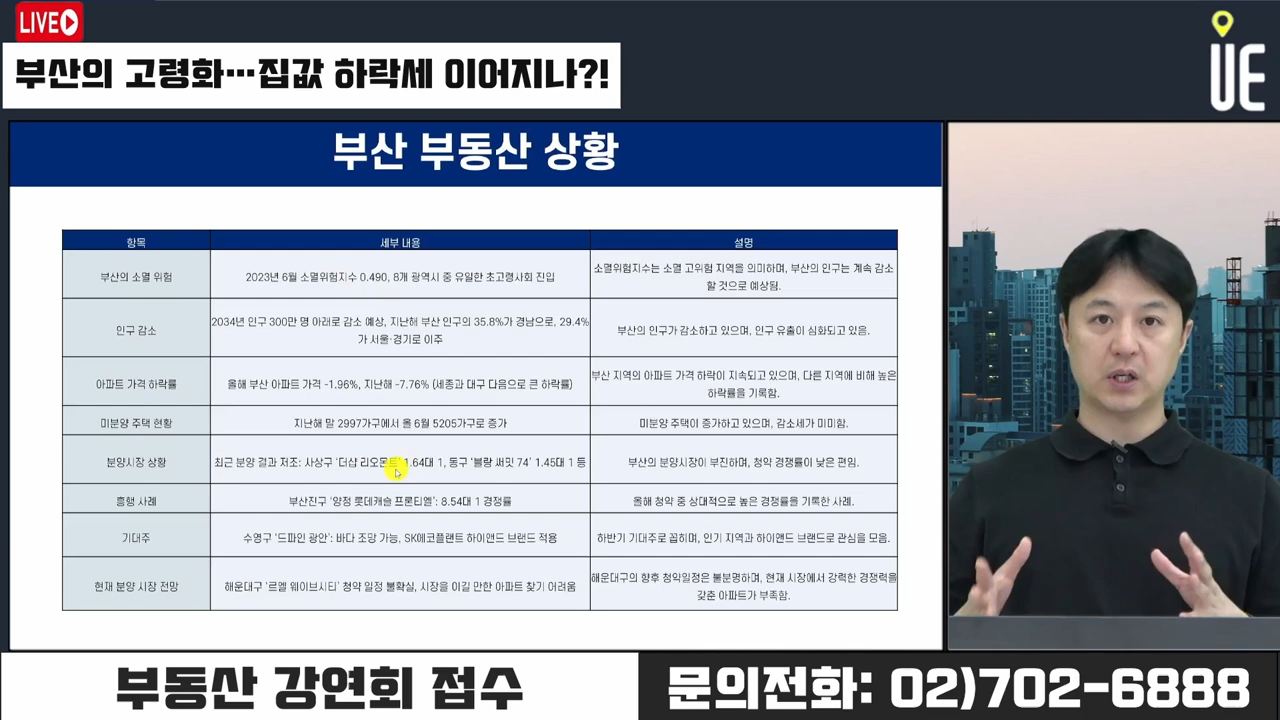 LIVE
부산의 고령화…집값 하락세 이어지나?!
UE
부산 부동산 상황
항목 세부 내용 설명
부산의 소멸 위험 2023년 6월 소멸위험지수 0.490, 8개 광역시 중 유일한 초고령사회 진입 소멸위험지수는 소멸 고위험 지역을 의미하며, 부산의 인구는 계속 감소
할 것으로 예상됨.
인구 감소 2034년 인구 300만 명 아래로 감소 예상, 지난해 부산 인구의 35.8%가 경남으로, 29.4%
가 서울·경기로 이주 부산의 인구가 감소하고 있으며, 인구 유출이 심화되고 있음.
아파트 가격 하락률 올해 부산 아파트 가격 -1.96%, 지난해 -7.76% (세종과 대구 다음으로 큰 하락률) 부산 지역의 아파트 가격 하락이 지속되고 있으며, 다른 지역에 비해 높은
하락률을 기록함.
미분양 주택 현황 지난해 말 2997가구에서 올 6월 5205가구로 증가 미분양 주택이 증가하고 있으며, 감소세가 미미함.
분양시장 상황 최근 분양 결과 저조: 사상구 '더샵 리오몬트' 1.64대 1, 동구 '블랑 써밋 74' 1.45대 1 등 부산의 분양시장이 부진하며, 청약 경쟁률이 낮은 편임.
흥행 사례 부산진구 '양정 롯데캐슬 프론티엘': 8.54대 1 경쟁률 올해 청약 중 상대적으로 높은 경쟁률을 기록한 사례.
기대주 수영구 '드파인 광안': 바다 조망 가능, SK에코플랜트 하이앤드 브랜드 적용 하반기 기대주로 꼽히며, 인기 지역과 하이앤드 브랜드로 관심을 모음.
현재 분양 시장 전망 해운대구 '르엘 웨이브시티' 청약 일정 불확실, 시장을 이길 만한 아파트 찾기 어려움 해운대구의 향후 청약일정은 불분명하며, 현재 시장에서 강력한 경쟁력을
갖춘 아파트가 부족함.
부동산 강연회 접수
문의전화: 02)702-6888